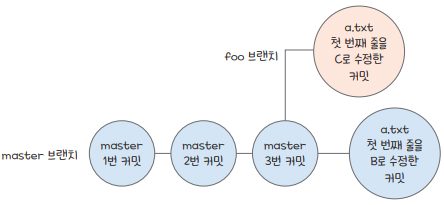 foo 브랜치
a.txt
첫 번째 줄을
C로 수정한
커밋
master 브랜치
master
1번 커밋
master
2번 커밋
master
3번 커밋
a.txt
첫 번째 줄을
B로 수정한
커밋